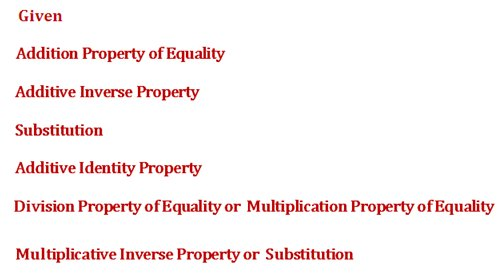 Given
Addition Property of Equality
Additive Inverse Property
Substitution
Additive Identity Property
Division Property of Equality or Multiplication Property of Equality
Multiplicative Inverse Property or Substitution